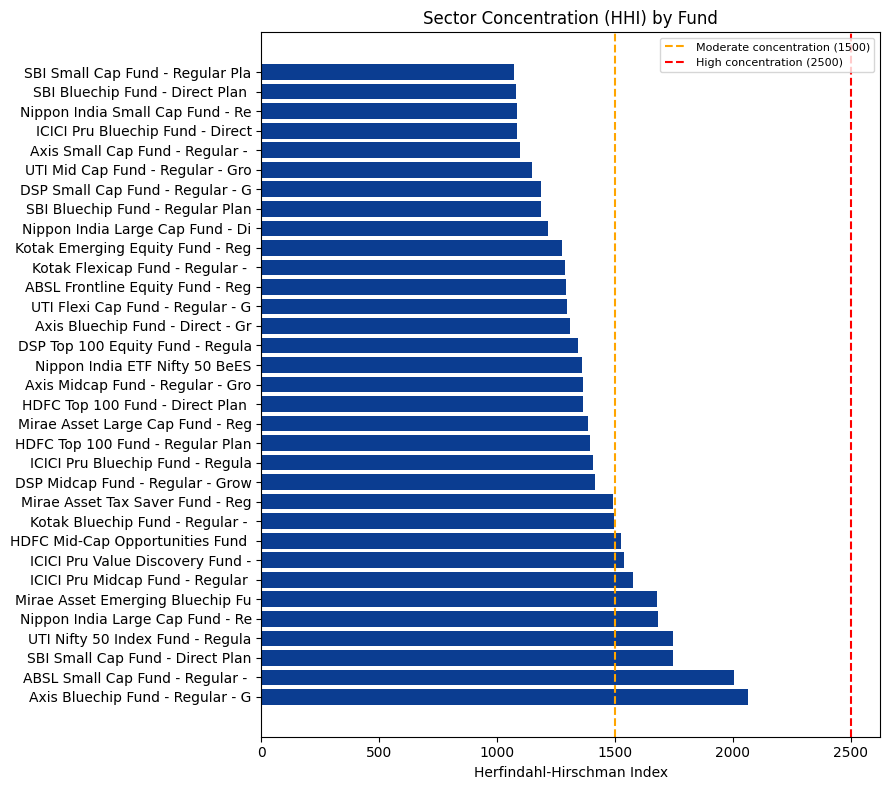 Sector Concentration (HHI) by Fund
Moderate concentration (1500)
High concentration (2500)
SBI Small Cap Fund - Regular Pla
SBI Bluechip Fund - Direct Plan
Nippon India Small Cap Fund - Re
ICICI Pru Bluechip Fund - Direct
Axis Small Cap Fund - Regular -
UTI Mid Cap Fund - Regular - Gro
DSP Small Cap Fund - Regular - G
SBI Bluechip Fund - Regular Plan
Nippon India Large Cap Fund - Di
Kotak Emerging Equity Fund - Reg
Kotak Flexicap Fund - Regular -
ABSL Frontline Equity Fund - Reg
UTI Flexi Cap Fund - Regular - G
Axis Bluechip Fund - Direct - Gr
DSP Top 100 Equity Fund - Regula
Nippon India ETF Nifty 50 BeES
Axis Midcap Fund - Regular - Gro
HDFC Top 100 Fund - Direct Plan
Mirae Asset Large Cap Fund - Reg
HDFC Top 100 Fund - Regular Plan
ICICI Pru Bluechip Fund - Regula
DSP Midcap Fund - Regular - Grow
Mirae Asset Tax Saver Fund - Reg
Kotak Bluechip Fund - Regular -
HDFC Mid-Cap Opportunities Fund
ICICI Pru Value Discovery Fund -
ICICI Pru Midcap Fund - Regular
Mirae Asset Emerging Bluechip Fu
Nippon India Large Cap Fund - Re
UTI Nifty 50 Index Fund - Regula
SBI Small Cap Fund - Direct Plan
ABSL Small Cap Fund - Regular -
Axis Bluechip Fund - Regular - G
0 500 1000 1500 2000 2500
Herfindahl-Hirschman Index